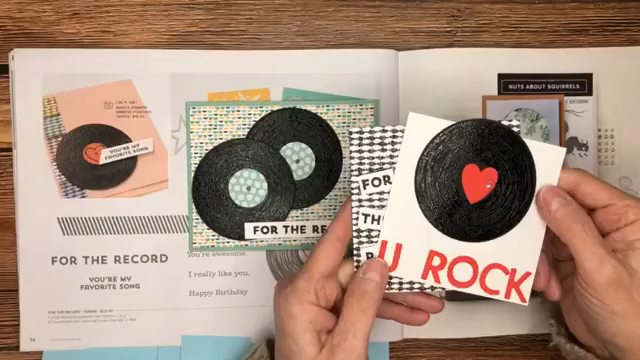 YOU'RE MY
FAVORITE SONG
FOR THE RECORD
YOU'RE MY
FAVORITE SONG
You're awesome.
I really like you.
Happy Birthday
FOR THE RE
FOR
TH
U ROCK
NUTS ABOUT SQUIRRELS